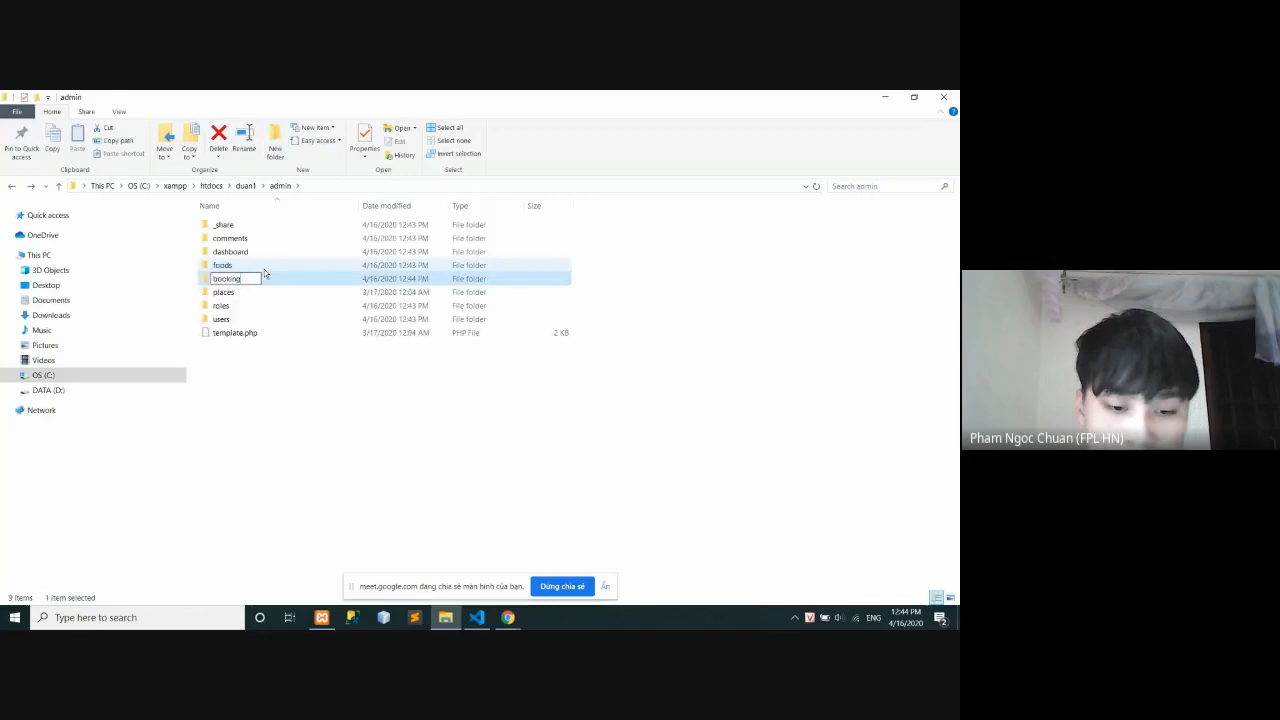 admin
File Home Share View
Pin to Quick access
Copy
Paste
Cut
Copy path
Paste shortcut
Clipboard
Move to
Copy to
Delete
Rename
Organize
New folder
New item
Easy access
New
Properties
Open
Edit
History
Open
Select all
Select none
Invert selection
Select
This PC > OS (C:) > xampp > htdocs > duan1 > admin >
Search admin
Name Date modified Type Size
_share 4/16/2020 12:43 PM File folder
comments 4/16/2020 12:43 PM File folder
dashboard 4/16/2020 12:43 PM File folder
foods 4/16/2020 12:43 PM File folder
booking 4/16/2020 12:44 PM File folder
places 3/17/2020 12:04 AM File folder
roles 4/16/2020 12:43 PM File folder
users 4/16/2020 12:43 PM File folder
template.php 3/17/2020 12:04 AM PHP File 2 KB
Quick access
OneDrive
This PC
3D Objects
Desktop
Documents
Downloads
Music
Pictures
Videos
OS (C:)
DATA (D:)
Network
Pham Ngoc Chuan (FPL HN)
meet.google.com đang chia sẻ màn hình của bạn. Dừng chia sẻ Ẩn
9 items 1 item selected
Type here to search
ENG
12:44 PM
4/16/2020
2